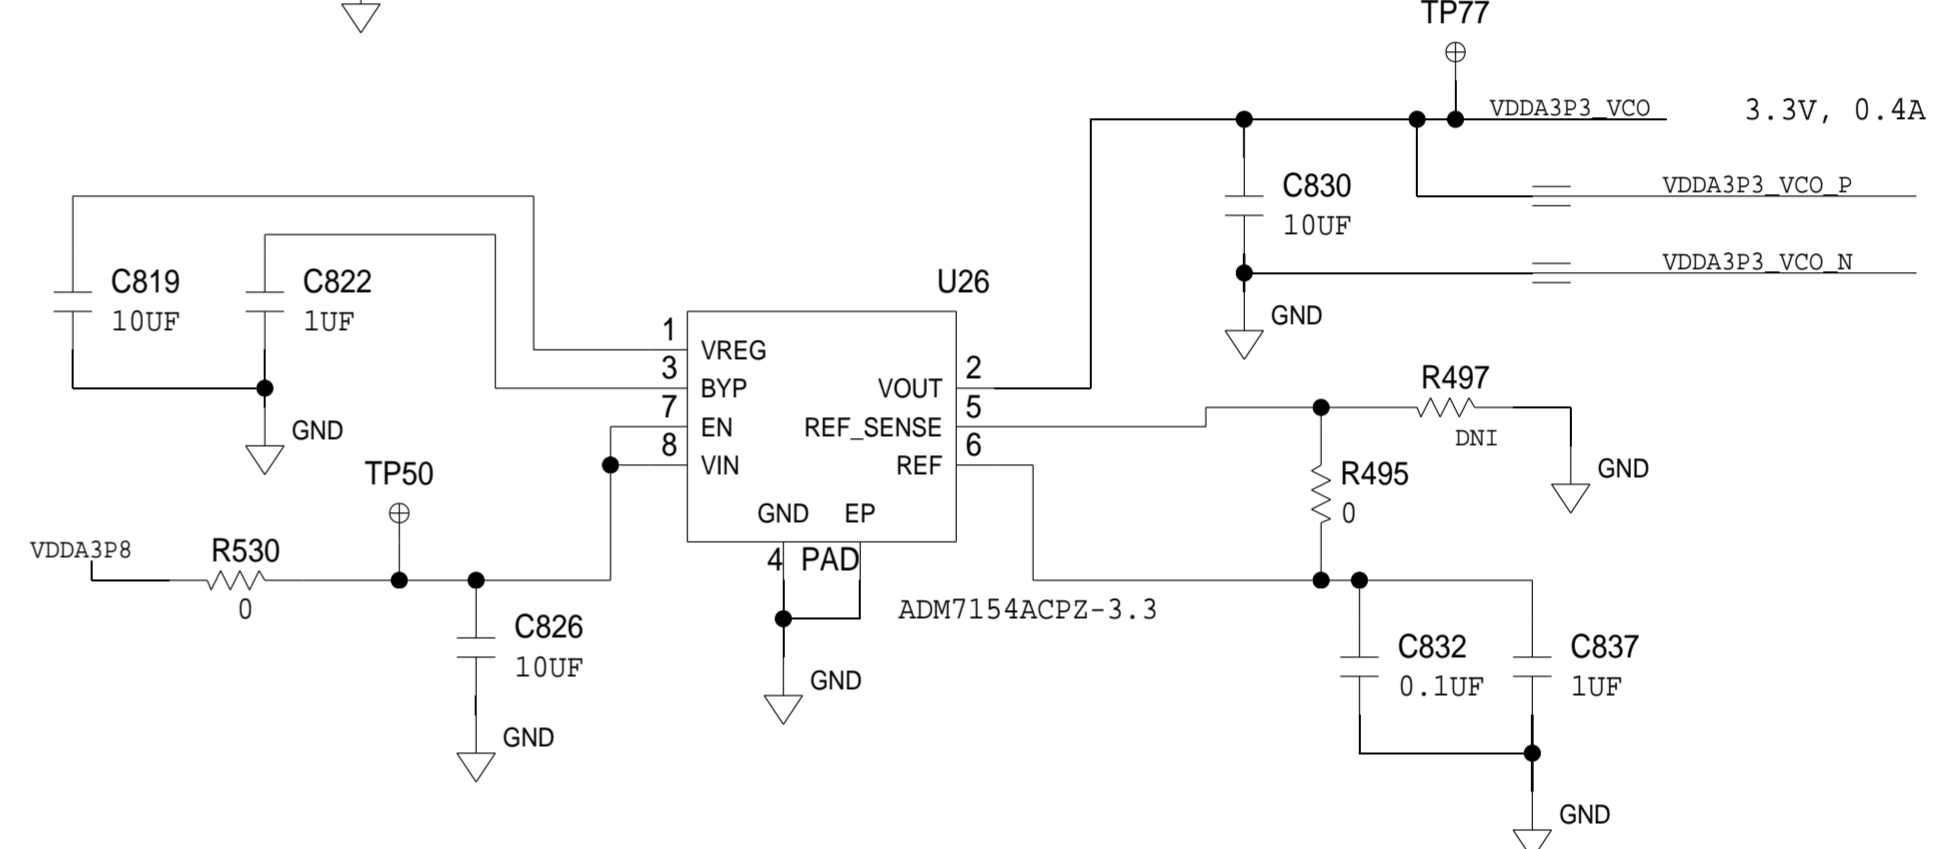 TP77
VDDA3P3_VCO 3.3V, 0.4A
C830
10UF
VDDA3P3_VCO_P
VDDA3P3_VCO_N
GND
C819
10UF
C822
1UF
GND
U26
1
VREG
3
BYP
7
EN
8
VIN
2
VOUT
5
REF_SENSE
6
REF
GND EP
4 PAD
GND
ADM7154ACPZ-3.3
R497
DNI
GND
R495
0
TP50
VDDA3P8
R530
0
C826
10UF
GND
C832
0.1UF
C837
1UF
GND